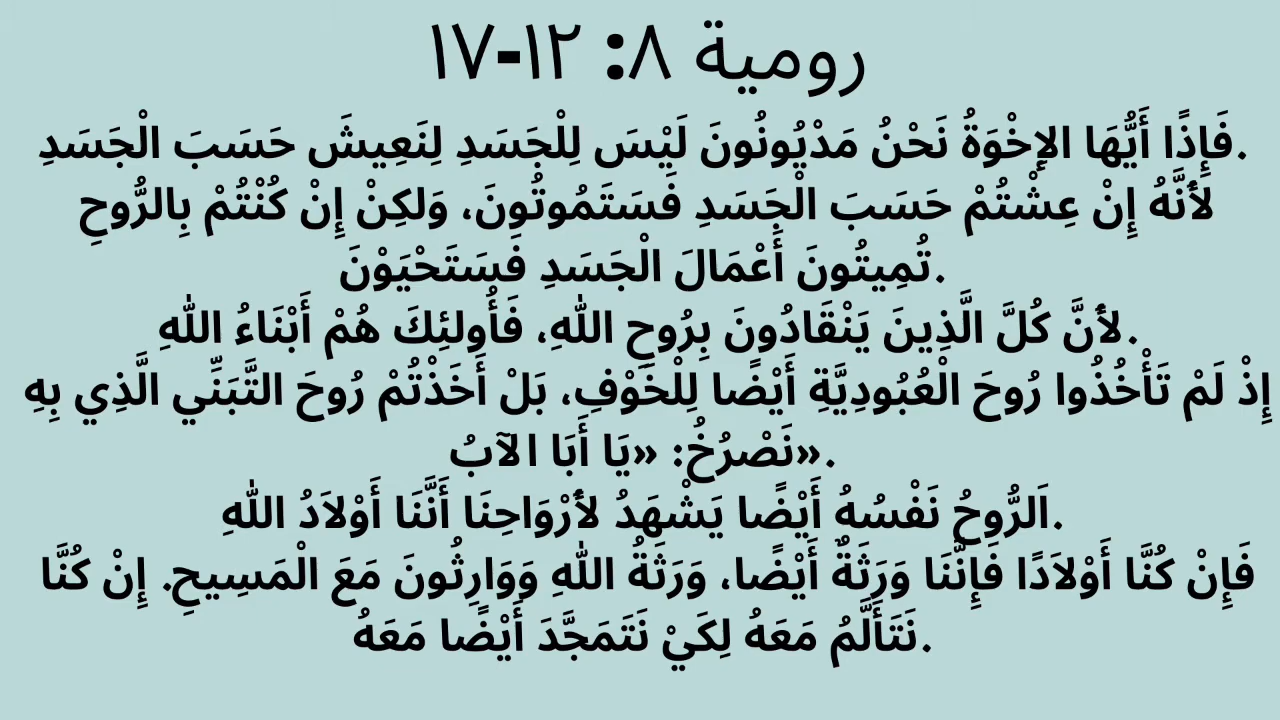 رومية ٨: ١٢-١٧
فَإِذًا أَيُّهَا الإِخْوَةُ نَحْنُ مَدْيُونُونَ لَيْسَ لِلْجَسَدِ لِنَعِيشَ حَسَبَ الْجَسَدِ.
لأَنَّهُ إِنْ عِشْتُمْ حَسَبَ الْجَسَدِ فَسَتَمُوتُونَ، وَلكِنْ إِنْ كُنْتُمْ بِالرُّوحِ
تُمِيتُونَ أَعْمَالَ الْجَسَدِ فَسَتَحْيَوْنَ.
لأَنَّ كُلَّ الَّذِينَ يَنْقَادُونَ بِرُوحِ اللهِ، فَأُولئِكَ هُمْ أَبْنَاءُ اللهِ.
إِذْ لَمْ تَأْخُذُوا رُوحَ الْعُبُودِيَّةِ أَيْضًا لِلْخَوْفِ، بَلْ أَخَذْتُمْ رُوحَ التَّبَنِّي الَّذِي بِهِ
نَصْرُخُ: «يَا أَبَا الآبُ».
اَلرُّوحُ نَفْسُهُ أَيْضًا يَشْهَدُ لأَرْوَاحِنَا أَنَّنَا أَوْلاَدُ اللهِ.
فَإِنْ كُنَّا أَوْلاَدًا فَإِنَّنَا وَرَثَةٌ أَيْضًا، وَرَثَةُ اللهِ وَوَارِثُونَ مَعَ الْمَسِيحِ. إِنْ كُنَّا
نَتَأَلَّمُ مَعَهُ لِكَيْ نَتَمَجَّدَ أَيْضًا مَعَهُ.